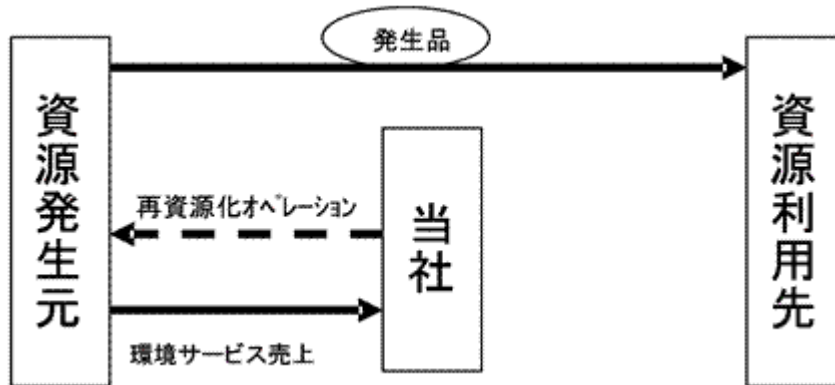 発生品
資源発生元
再資源化オペレーション
当社
環境サービス売上
資源利用先